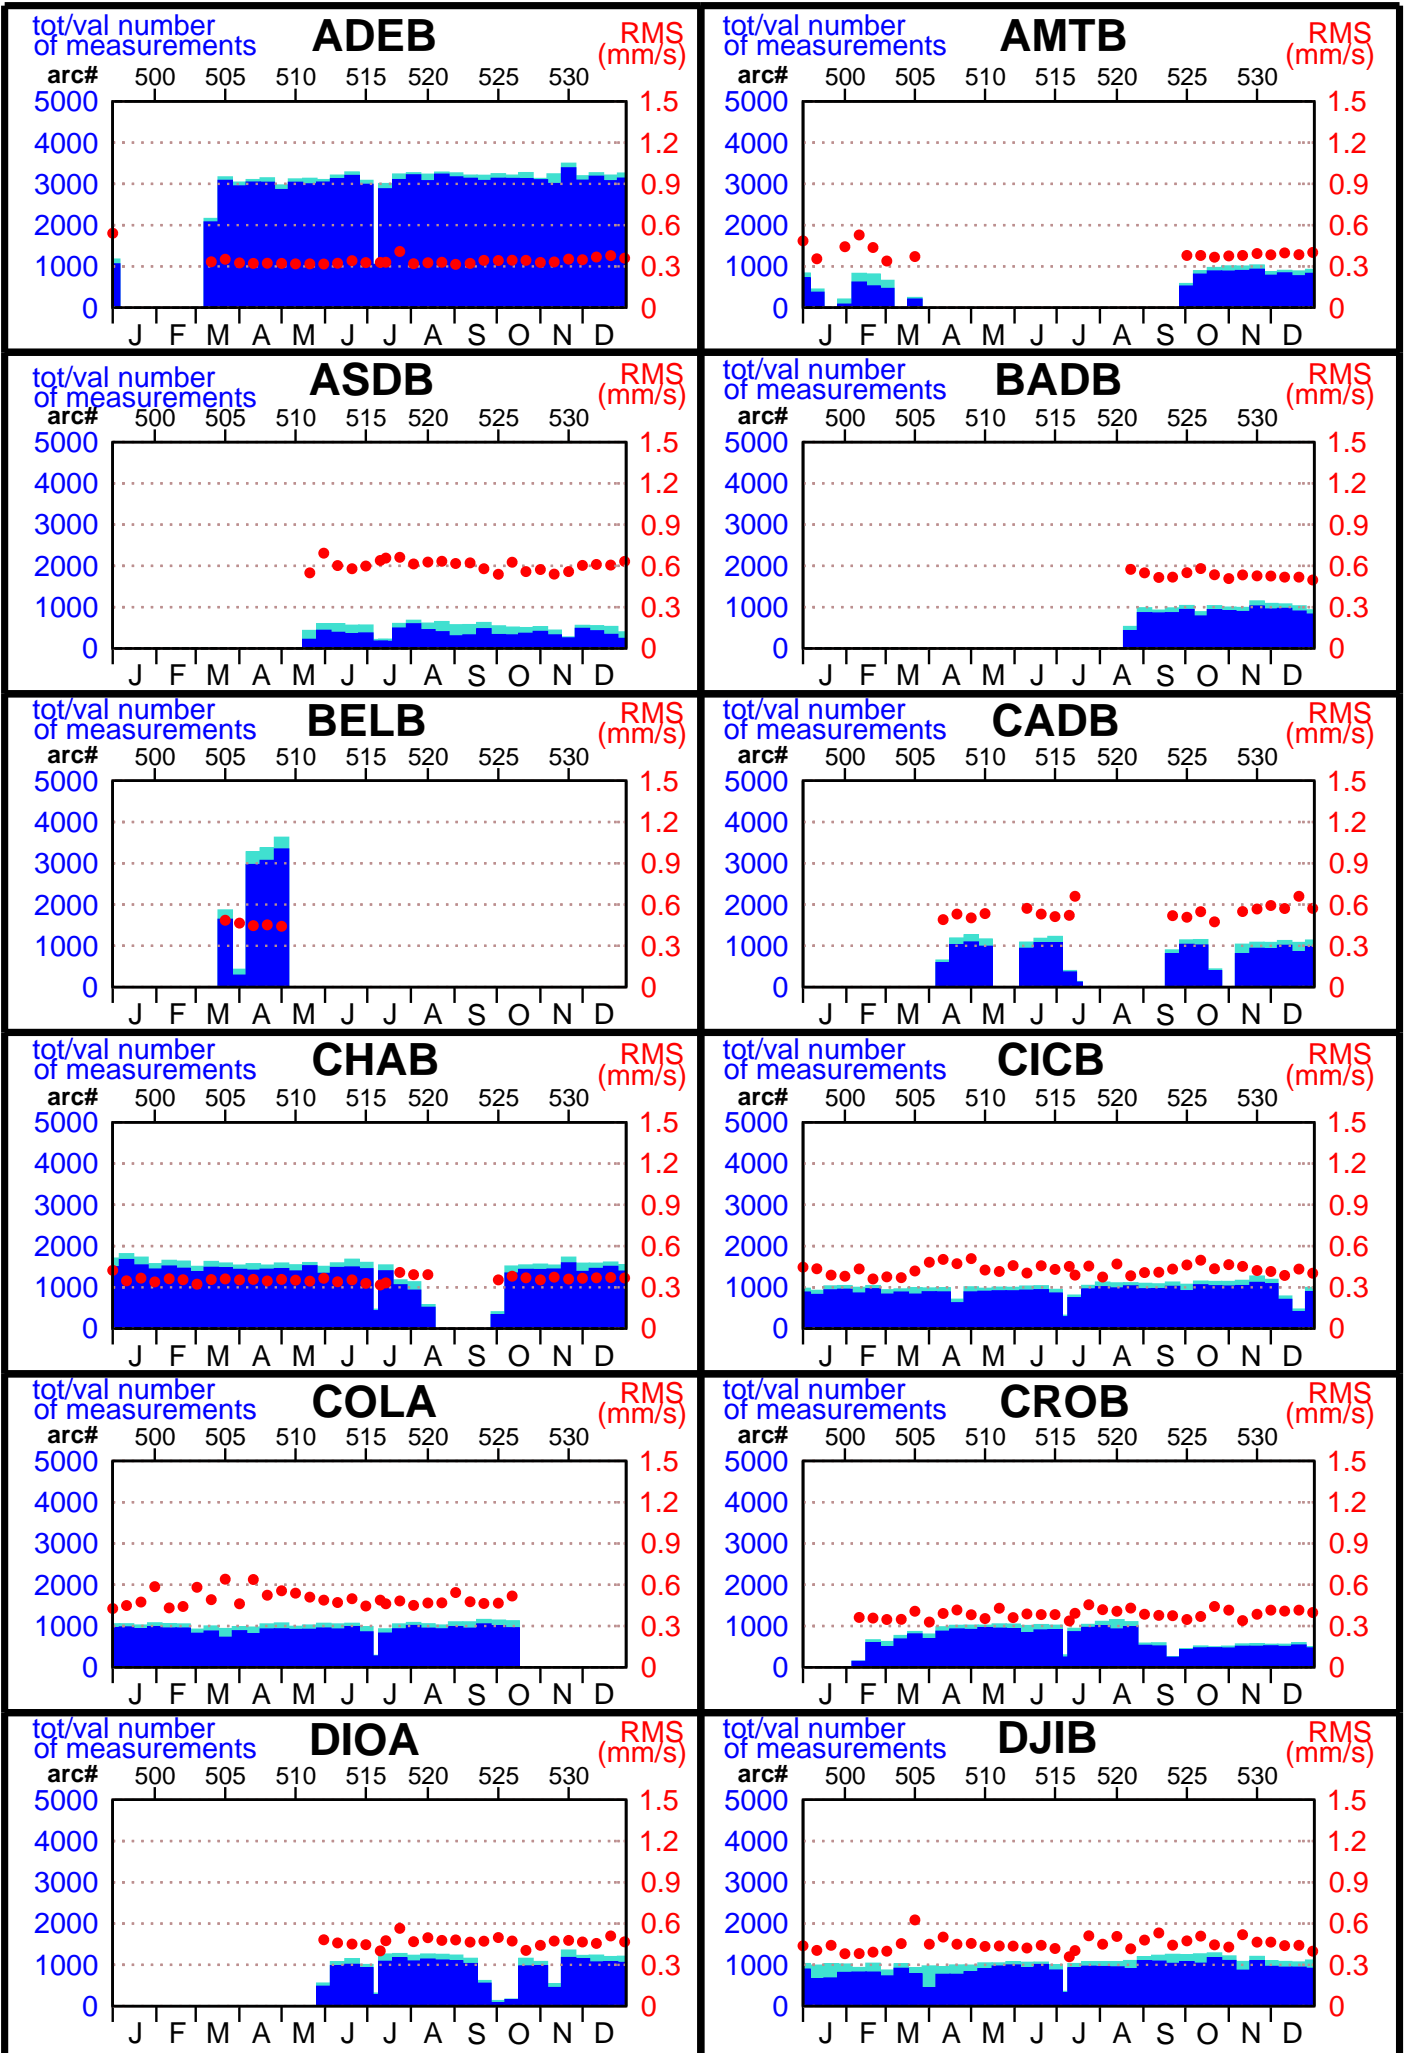 tot/val number of measurements ADEB RMS (mm/s)
arc# 500 505 510 515 520 525 530
5000 1.5
4000 1.2
3000 0.9
2000 0.6
1000 0.3
0 0
J F M A M J J A S O N D
tot/val number of measurements AMTB RMS (mm/s)
arc# 500 505 510 515 520 525 530
5000 1.5
4000 1.2
3000 0.9
2000 0.6
1000 0.3
0 0
J F M A M J J A S O N D
tot/val number of measurements ASDB RMS (mm/s)
arc# 500 505 510 515 520 525 530
5000 1.5
4000 1.2
3000 0.9
2000 0.6
1000 0.3
0 0
J F M A M J J A S O N D
tot/val number of measurements BADB RMS (mm/s)
arc# 500 505 510 515 520 525 530
5000 1.5
4000 1.2
3000 0.9
2000 0.6
1000 0.3
0 0
J F M A M J J A S O N D
tot/val number of measurements BELB RMS (mm/s)
arc# 500 505 510 515 520 525 530
5000 1.5
4000 1.2
3000 0.9
2000 0.6
1000 0.3
0 0
J F M A M J J A S O N D
tot/val number of measurements CADB RMS (mm/s)
arc# 500 505 510 515 520 525 530
5000 1.5
4000 1.2
3000 0.9
2000 0.6
1000 0.3
0 0
J F M A M J J A S O N D
tot/val number of measurements CHAB RMS (mm/s)
arc# 500 505 510 515 520 525 530
5000 1.5
4000 1.2
3000 0.9
2000 0.6
1000 0.3
0 0
J F M A M J J A S O N D
tot/val number of measurements CICB RMS (mm/s)
arc# 500 505 510 515 520 525 530
5000 1.5
4000 1.2
3000 0.9
2000 0.6
1000 0.3
0 0
J F M A M J J A S O N D
tot/val number of measurements COLA RMS (mm/s)
arc# 500 505 510 515 520 525 530
5000 1.5
4000 1.2
3000 0.9
2000 0.6
1000 0.3
0 0
J F M A M J J A S O N D
tot/val number of measurements CROB RMS (mm/s)
arc# 500 505 510 515 520 525 530
5000 1.5
4000 1.2
3000 0.9
2000 0.6
1000 0.3
0 0
J F M A M J J A S O N D
tot/val number of measurements DIOA RMS (mm/s)
arc# 500 505 510 515 520 525 530
5000 1.5
4000 1.2
3000 0.9
2000 0.6
1000 0.3
0 0
J F M A M J J A S O N D
tot/val number of measurements DJIB RMS (mm/s)
arc# 500 505 510 515 520 525 530
5000 1.5
4000 1.2
3000 0.9
2000 0.6
1000 0.3
0 0
J F M A M J J A S O N D